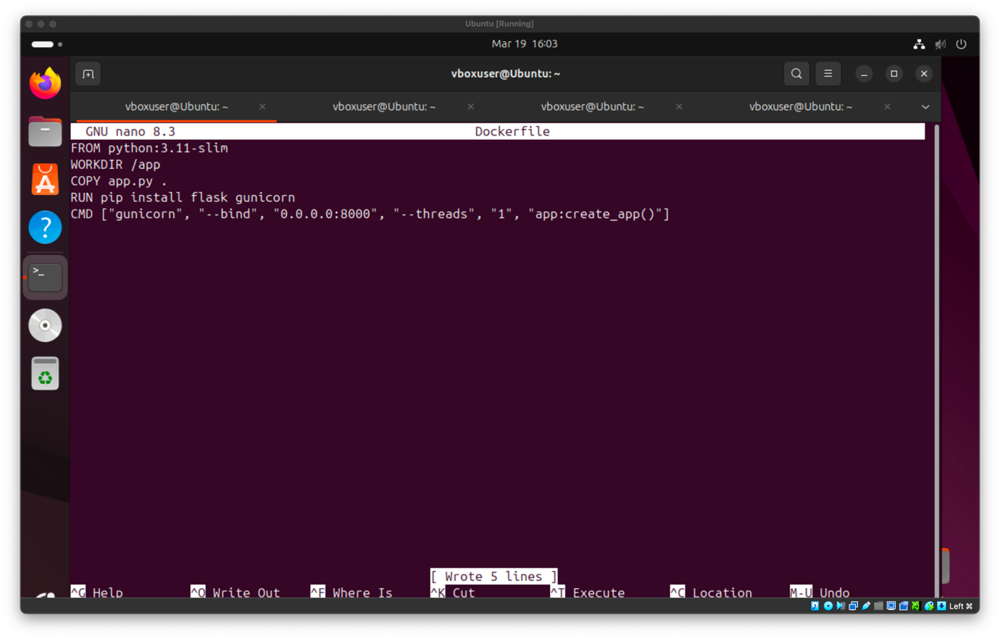 Ubuntu [Running]
Mar 19 16:03
vboxuser@Ubuntu: ~
vboxuser@Ubuntu: ~ vboxuser@Ubuntu: ~ vboxuser@Ubuntu: ~ vboxuser@Ubuntu: ~
GNU nano 8.3 Dockerfile
FROM python:3.11-slim
WORKDIR /app
COPY app.py .
RUN pip install flask gunicorn
CMD ["gunicorn", "--bind", "0.0.0.0:8000", "--threads", "1", "app:create_app()"]
[ Wrote 5 lines ]
^G Help ^O Write Out ^F Where Is ^K Cut ^T Execute ^C Location M-U Undo
Left ⌘